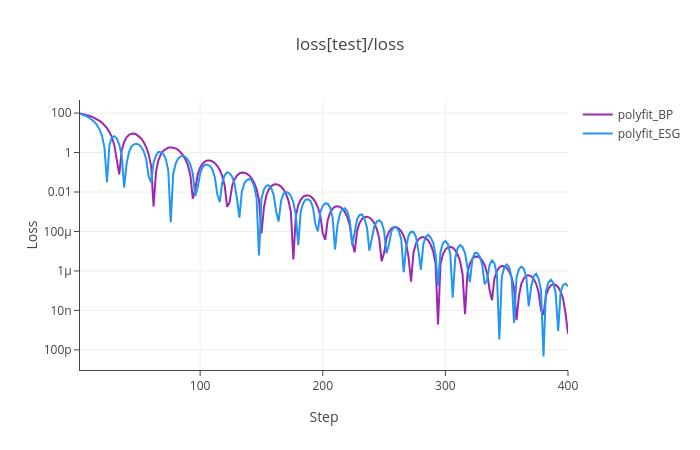 loss[test]/loss
polyfit_BP
polyfit_ESG
100
1
0.01
100μ
1μ
10n
100p
Loss
100
200
300
400
Step